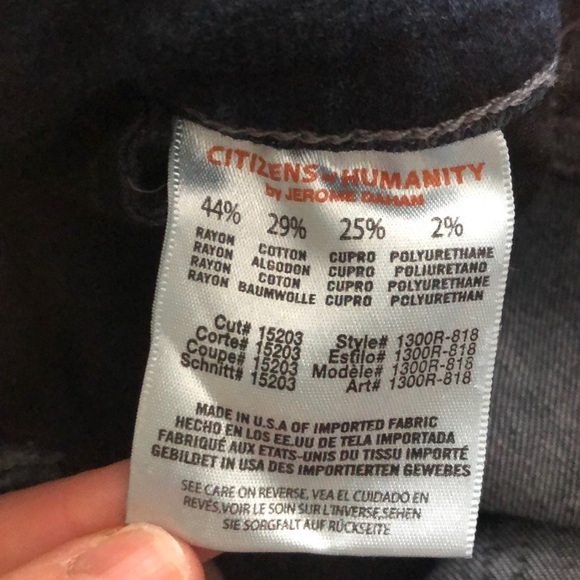 CITIZENS of HUMANITY
by JEROME DAHAN
44% 29% 25% 2%
RAYON COTTON CUPRO POLYURETHANE
RAYON ALGODON CUPRO POLIURETANO
RAYON COTON CUPRO POLYURETHANE
RAYON BAUMWOLLE CUPRO POLYURETHAN
Cut# 15203 Style# 1300R-818
Corte# 15203 Estilo# 1300R-818
Coupe# 15203 Modèle# 1300R-818
Schnitt# 15203 Art# 1300R-818
MADE IN U.S.A OF IMPORTED FABRIC
HECHO EN LOS EE.UU DE TELA IMPORTADA
FABRIQUÉ AUX ETATS-UNIS DU TISSU IMPORTÉ
GEBILDET IN USA DES IMPORTIERTEN GEWEBES
SEE CARE ON REVERSE, VEA EL CUIDADO EN
REVÉS,VOIR LE SOIN SUR L'INVERSE,SEHEN
SIE SORGFALT AUF RÜCKSEITE